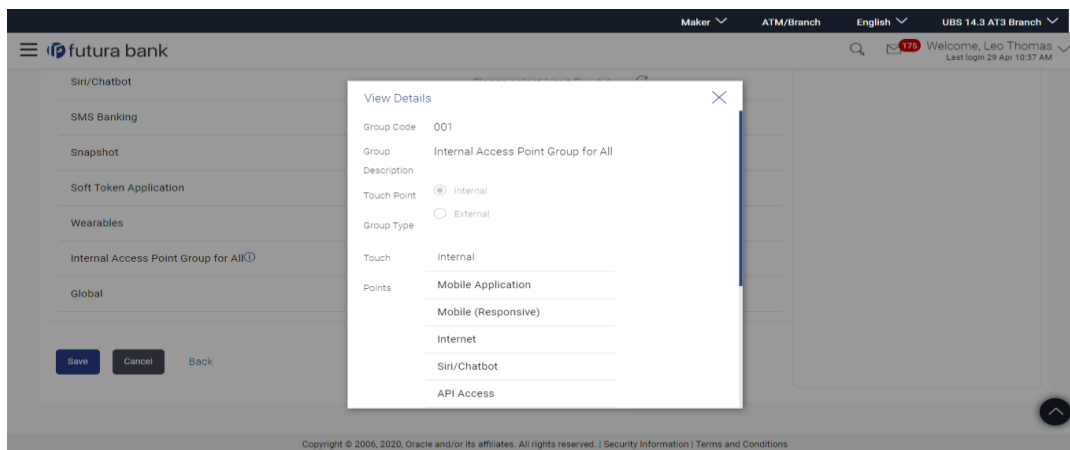 Maker ATM/Branch English UBS 14.3 AT3 Branch
futura bank 175 Welcome, Leo Thomas
Last login 29 Apr 10:37 AM
Siri/Chatbot
SMS Banking
Snapshot
Soft Token Application
Wearables
Internal Access Point Group for All
Global
Save Cancel Back
View Details
Group Code 001
Group Internal Access Point Group for All
Description
Touch Point Internal
External
Group Type
Touch Internal
Points Mobile Application
Mobile (Responsive)
Internet
Siri/Chatbot
API Access
Copyright © 2006, 2020, Oracle and/or its affiliates. All rights reserved. | Security Information | Terms and Conditions